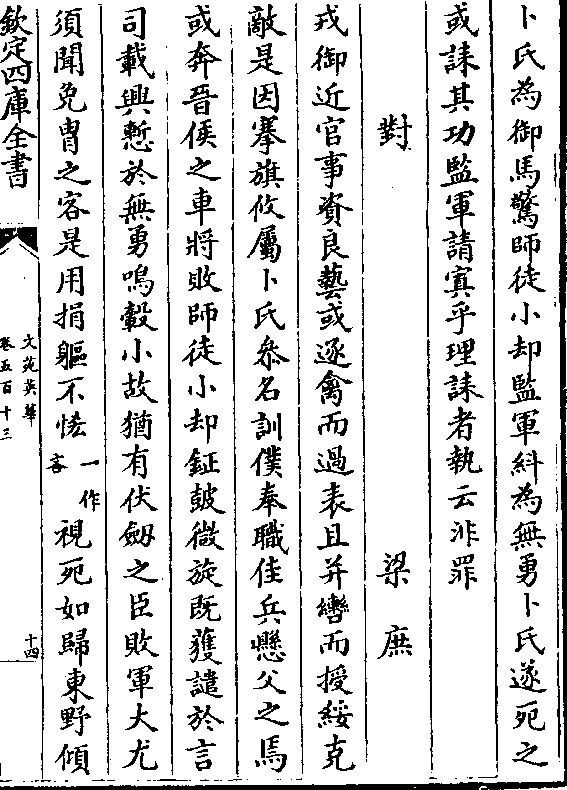 卜氏為御馬驚師徒小却監軍糾為無勇卜氏遂死之
或誄其功監軍請寘乎理誄者執云非罪
對 梁庶
戎御近官事資良藝或逐禽而過表且并轡而授綏克
敵是因搴旗攸屬卜氏叅名訓僕奉職佳兵懸父之馬
或奔晉侯之車將敗師徒小却鉦皷微旋既獲譴於言
司載興慙於無勇鳴轂小故猶有伏劒之臣敗軍大尤
須聞免胄之容是用捐軀不恡一作吝視死如歸東野傾
欽定四庫全書
文苑英華
卷五百十三
十四